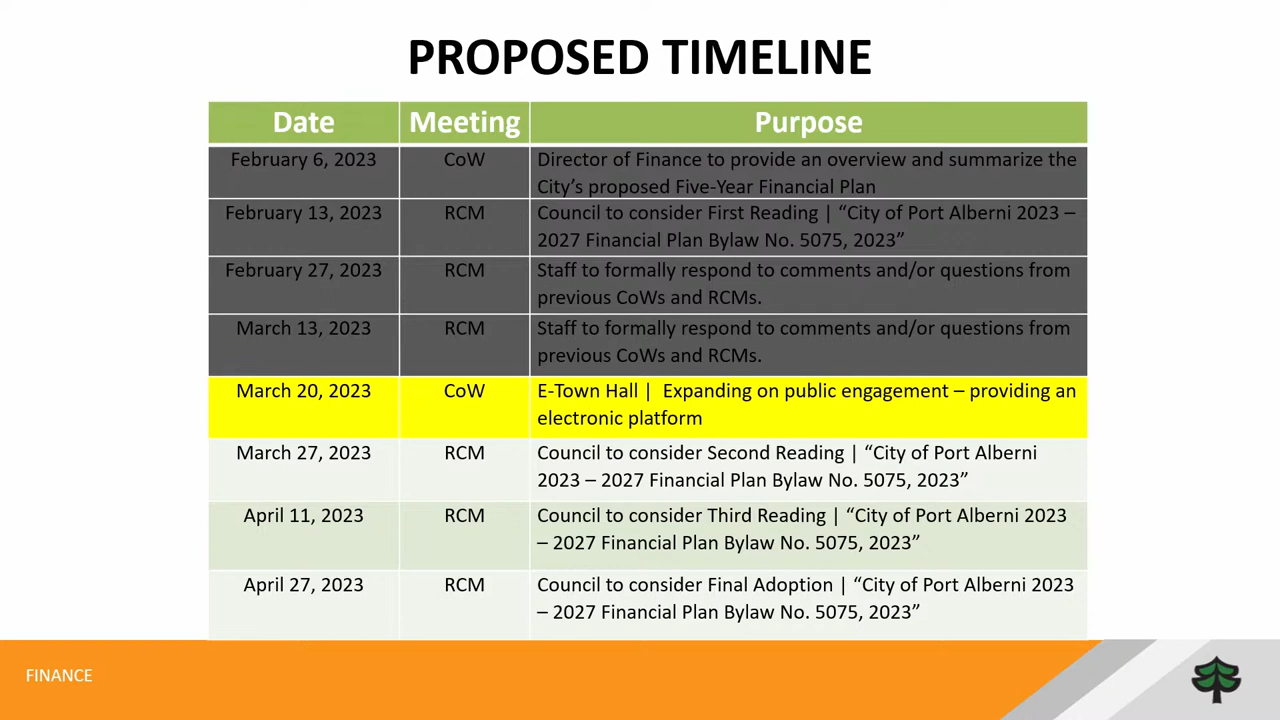 PROPOSED TIMELINE
Date Meeting Purpose
February 6, 2023 CoW Director of Finance to provide an overview and summarize the
City’s proposed Five-Year Financial Plan
February 13, 2023 RCM Council to consider First Reading | “City of Port Alberni 2023 –
2027 Financial Plan Bylaw No. 5075, 2023”
February 27, 2023 RCM Staff to formally respond to comments and/or questions from
previous CoWs and RCMs.
March 13, 2023 RCM Staff to formally respond to comments and/or questions from
previous CoWs and RCMs.
March 20, 2023 CoW E-Town Hall | Expanding on public engagement – providing an
electronic platform
March 27, 2023 RCM Council to consider Second Reading | “City of Port Alberni
2023 – 2027 Financial Plan Bylaw No. 5075, 2023”
April 11, 2023 RCM Council to consider Third Reading | “City of Port Alberni 2023
– 2027 Financial Plan Bylaw No. 5075, 2023”
April 27, 2023 RCM Council to consider Final Adoption | “City of Port Alberni 2023
– 2027 Financial Plan Bylaw No. 5075, 2023”
FINANCE